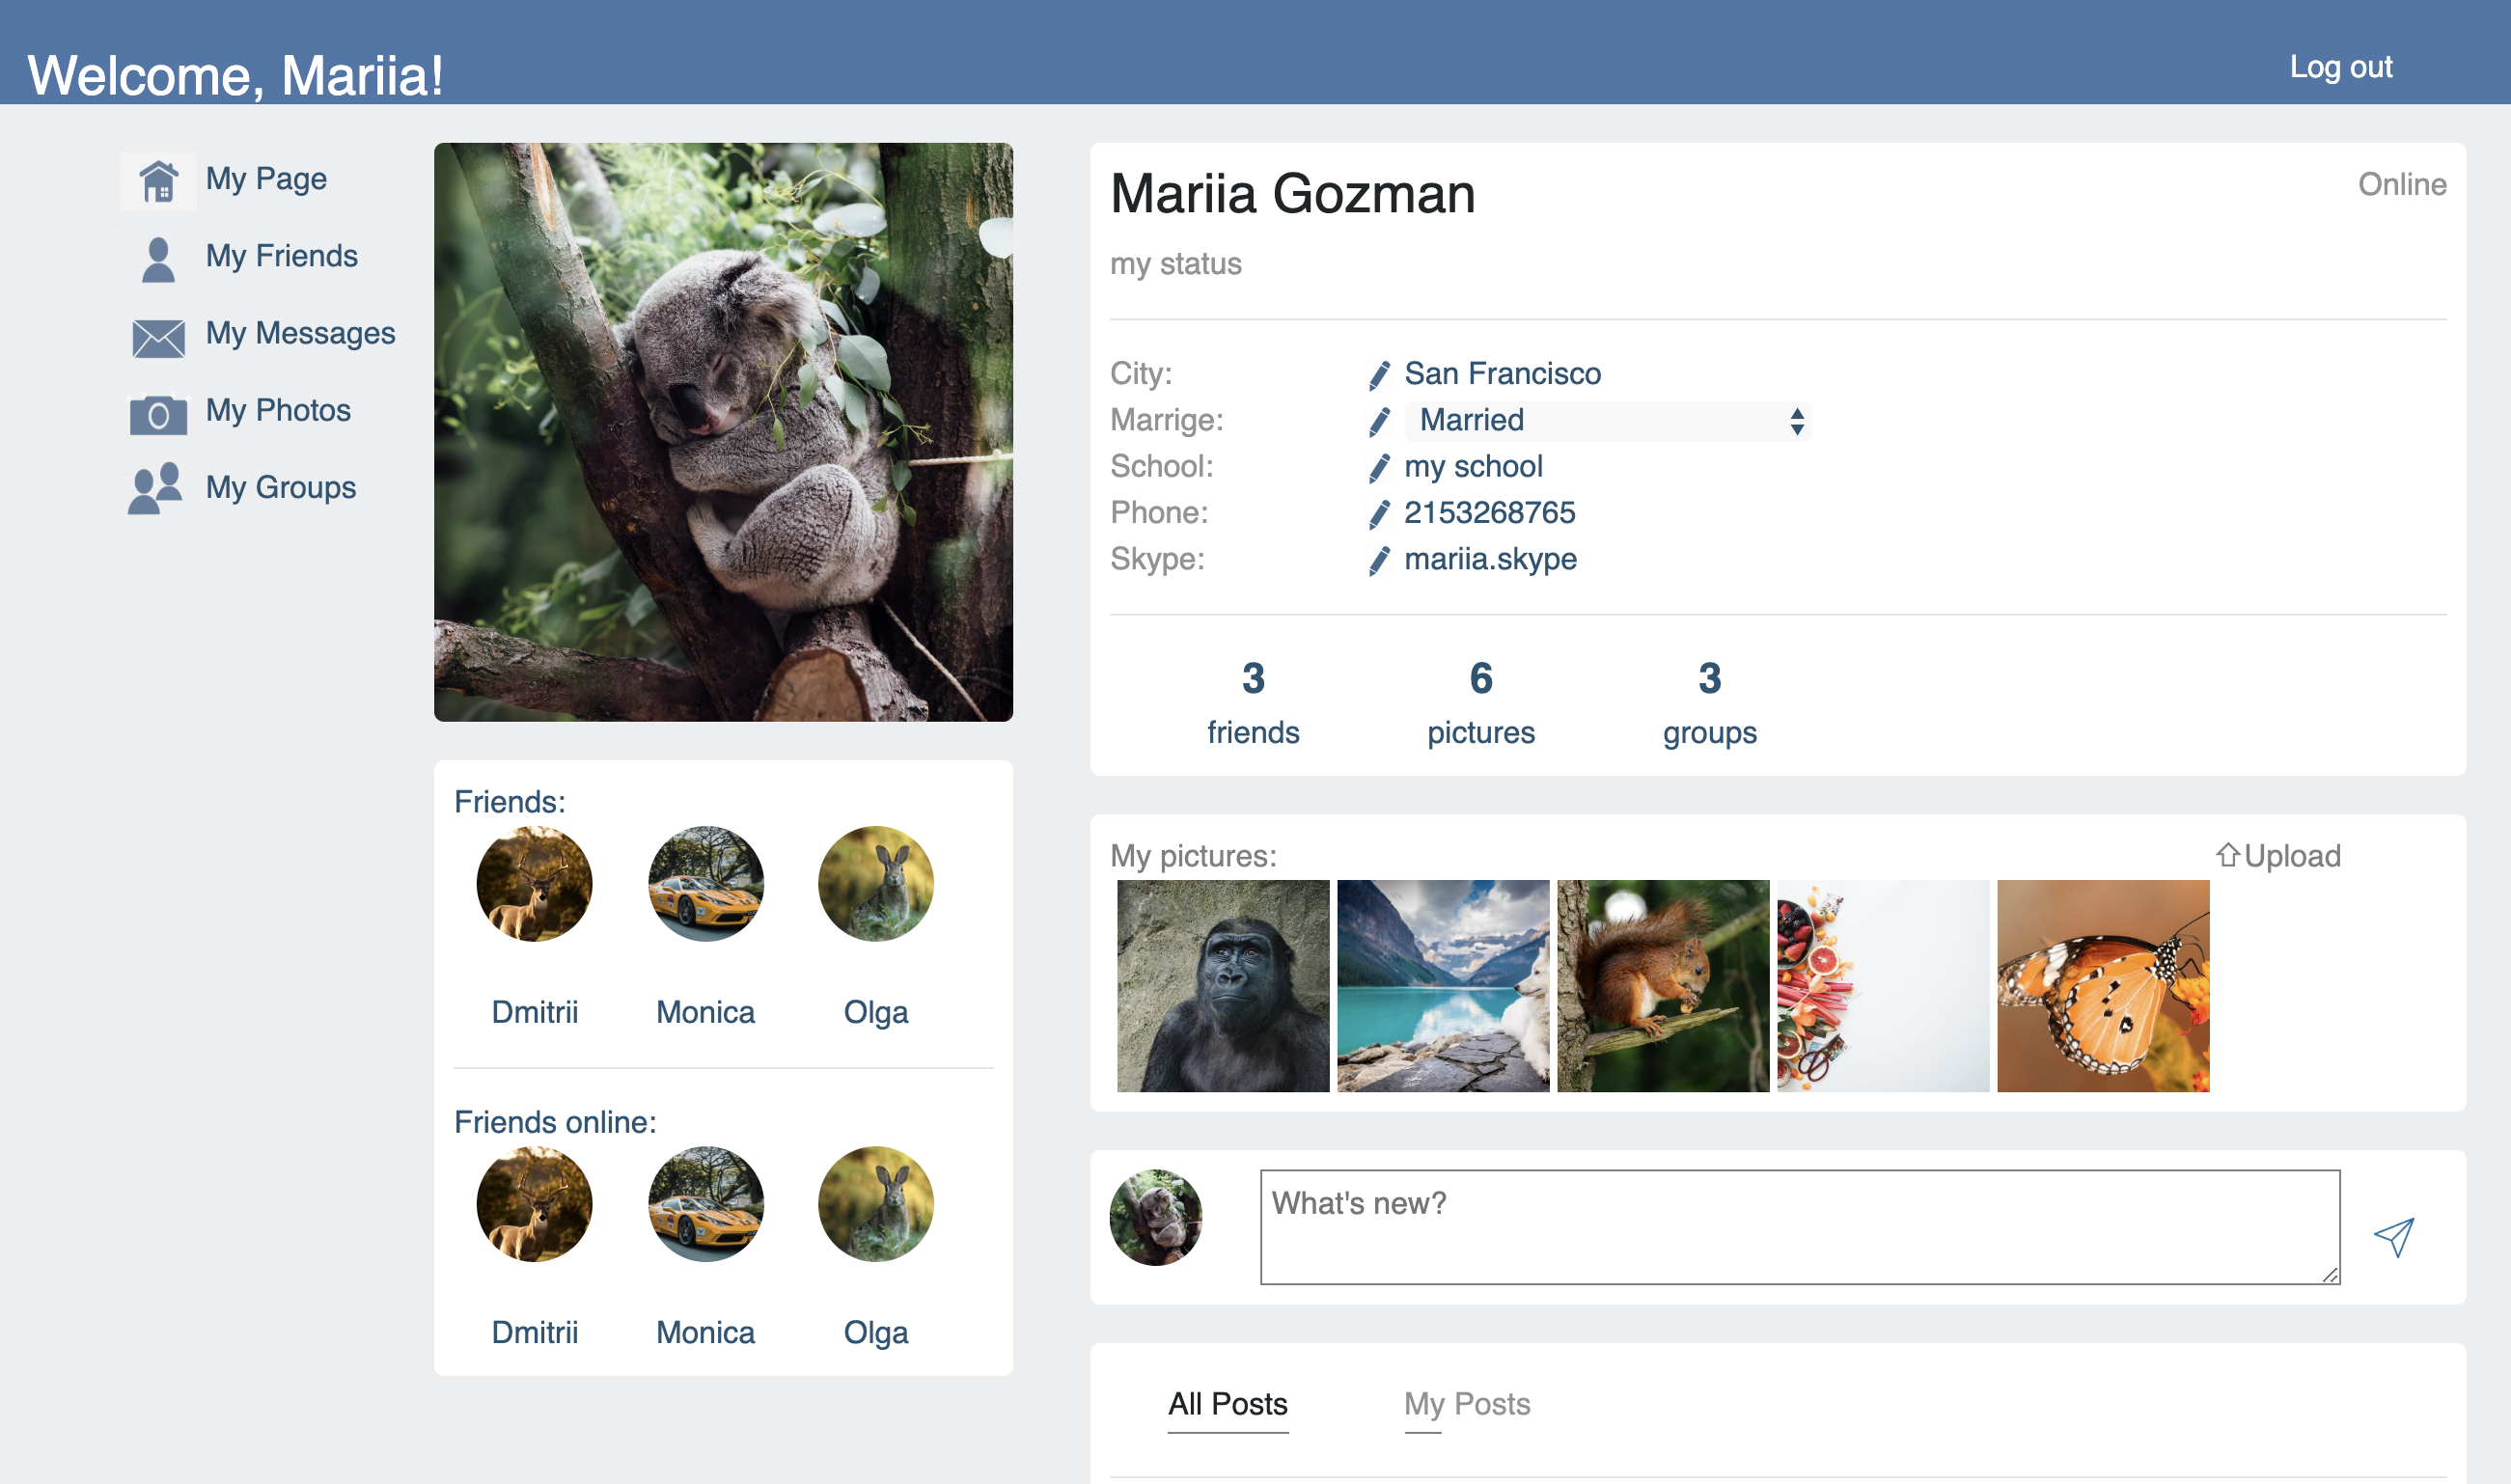 Welcome, Mariia!
Log out
My Page
My Friends
My Messages
My Photos
My Groups
Mariia Gozman
Online
my status
City: San Francisco
Marrige: Married
School: my school
Phone: 2153268765
Skype: mariia.skype
3 6 3
friends pictures groups
Friends:
Dmitrii Monica Olga
Friends online:
Dmitrii Monica Olga
My pictures:
Upload
What's new?
All Posts My Posts